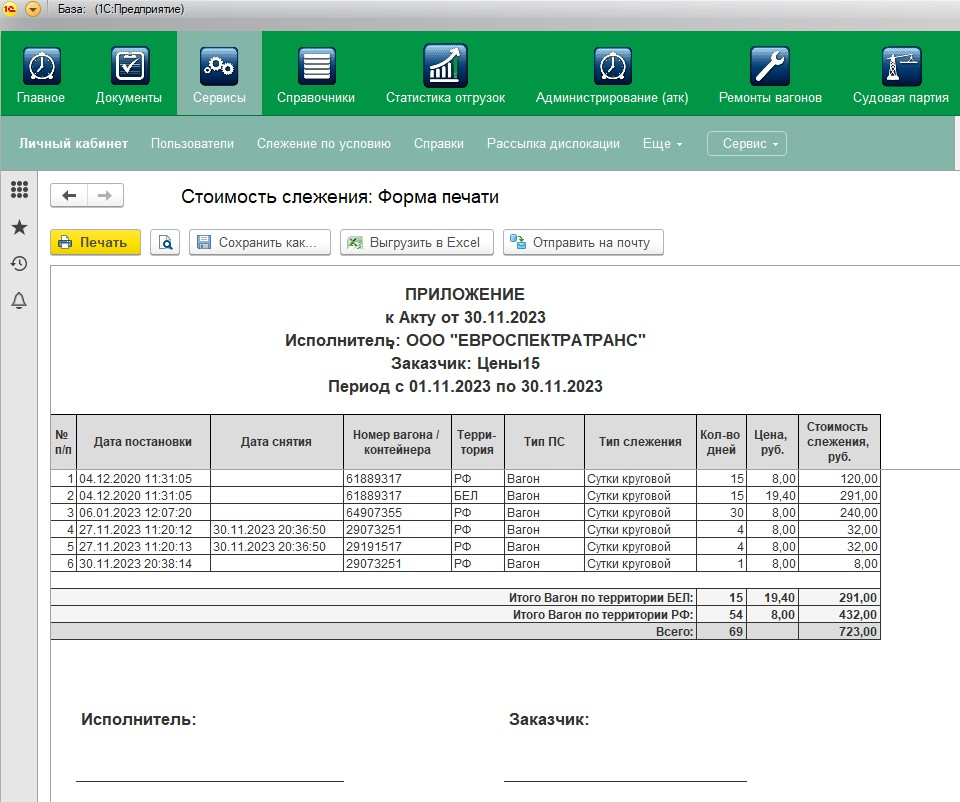 База: (1С:Предприятие)
Главное Документы Сервисы Справочники Статистика отгрузок Администрирование (атк) Ремонты вагонов Судовая партия
Личный кабинет Пользователи Слежение по условию Справки Рассылка дислокации Еще Сервис
Стоимость слежения: Форма печати
Печать Сохранить как... Выгрузить в Excel Отправить на почту
ПРИЛОЖЕНИЕ
к Акту от 30.11.2023
Исполнитель: ООО "ЕВРОСПЕКТРАТРАНС"
Заказчик: Цены15
Период с 01.11.2023 по 30.11.2023
№ п/п Дата постановки Дата снятия Номер вагона / контейнера Терри-тория Тип ПС Тип слежения Кол-во дней Цена, руб. Стоимость слежения, руб.
1 04.12.2020 11:31:05 61889317 РФ Вагон Сутки круговой 15 8,00 120,00
2 04.12.2020 11:31:05 61889317 БЕЛ Вагон Сутки круговой 15 19,40 291,00
3 06.01.2023 12:07:20 64907355 РФ Вагон Сутки круговой 30 8,00 240,00
4 27.11.2023 11:20:12 30.11.2023 20:36:50 29073251 РФ Вагон Сутки круговой 4 8,00 32,00
5 27.11.2023 11:20:13 30.11.2023 20:36:50 29191517 РФ Вагон Сутки круговой 4 8,00 32,00
6 30.11.2023 20:38:14 29073251 РФ Вагон Сутки круговой 1 8,00 8,00
Итого Вагон по территории БЕЛ: 15 19,40 291,00
Итого Вагон по территории РФ: 54 8,00 432,00
Всего: 69 723,00
Исполнитель: Заказчик: